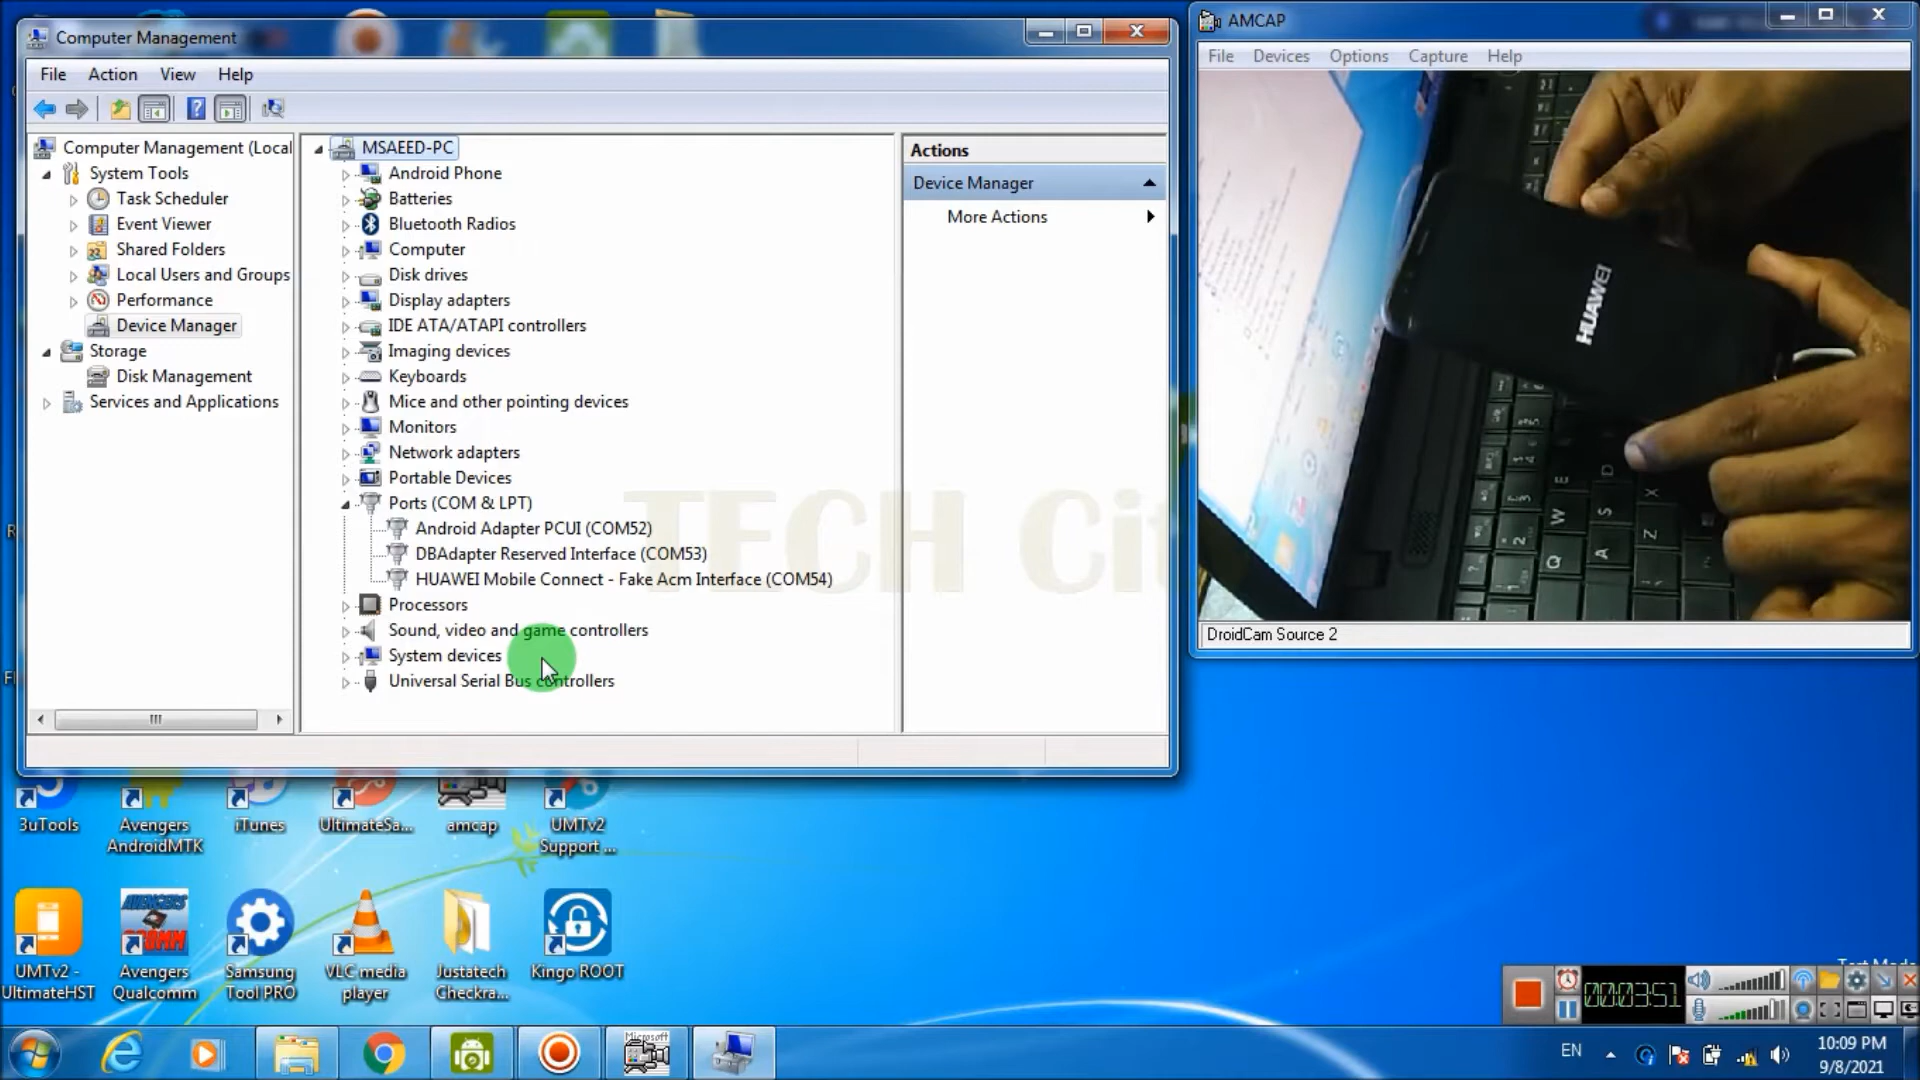 Computer Management
File Action View Help
Computer Management (Local
System Tools
Task Scheduler
Event Viewer
Shared Folders
Local Users and Groups
Performance
Device Manager
Storage
Disk Management
Services and Applications
MSAEED-PC
Android Phone
Batteries
Bluetooth Radios
Computer
Disk drives
Display adapters
IDE ATA/ATAPI controllers
Imaging devices
Keyboards
Mice and other pointing devices
Monitors
Network adapters
Portable Devices
Ports (COM & LPT)
Android Adapter PCUI (COM52)
DBAdapter Reserved Interface (COM53)
HUAWEI Mobile Connect - Fake Acm Interface (COM54)
Processors
Sound, video and game controllers
System devices
Universal Serial Bus controllers
Actions
Device Manager
More Actions
TECH Cit
AMCAP
File Devices Options Capture Help
HUAWEI
DroidCam Source 2
3uTools
Avengers
AndroidMTK
iTunes
UltimateSa...
amcap
UMTv2
Support ...
UMTv2 -
UltimateHST
Avengers
Qualcomm
Samsung
Tool PRO
VLC media
player
Justatech
Checkra...
Kingo ROOT
00:03:51
Microsoft
EN
10:09 PM
9/8/2021